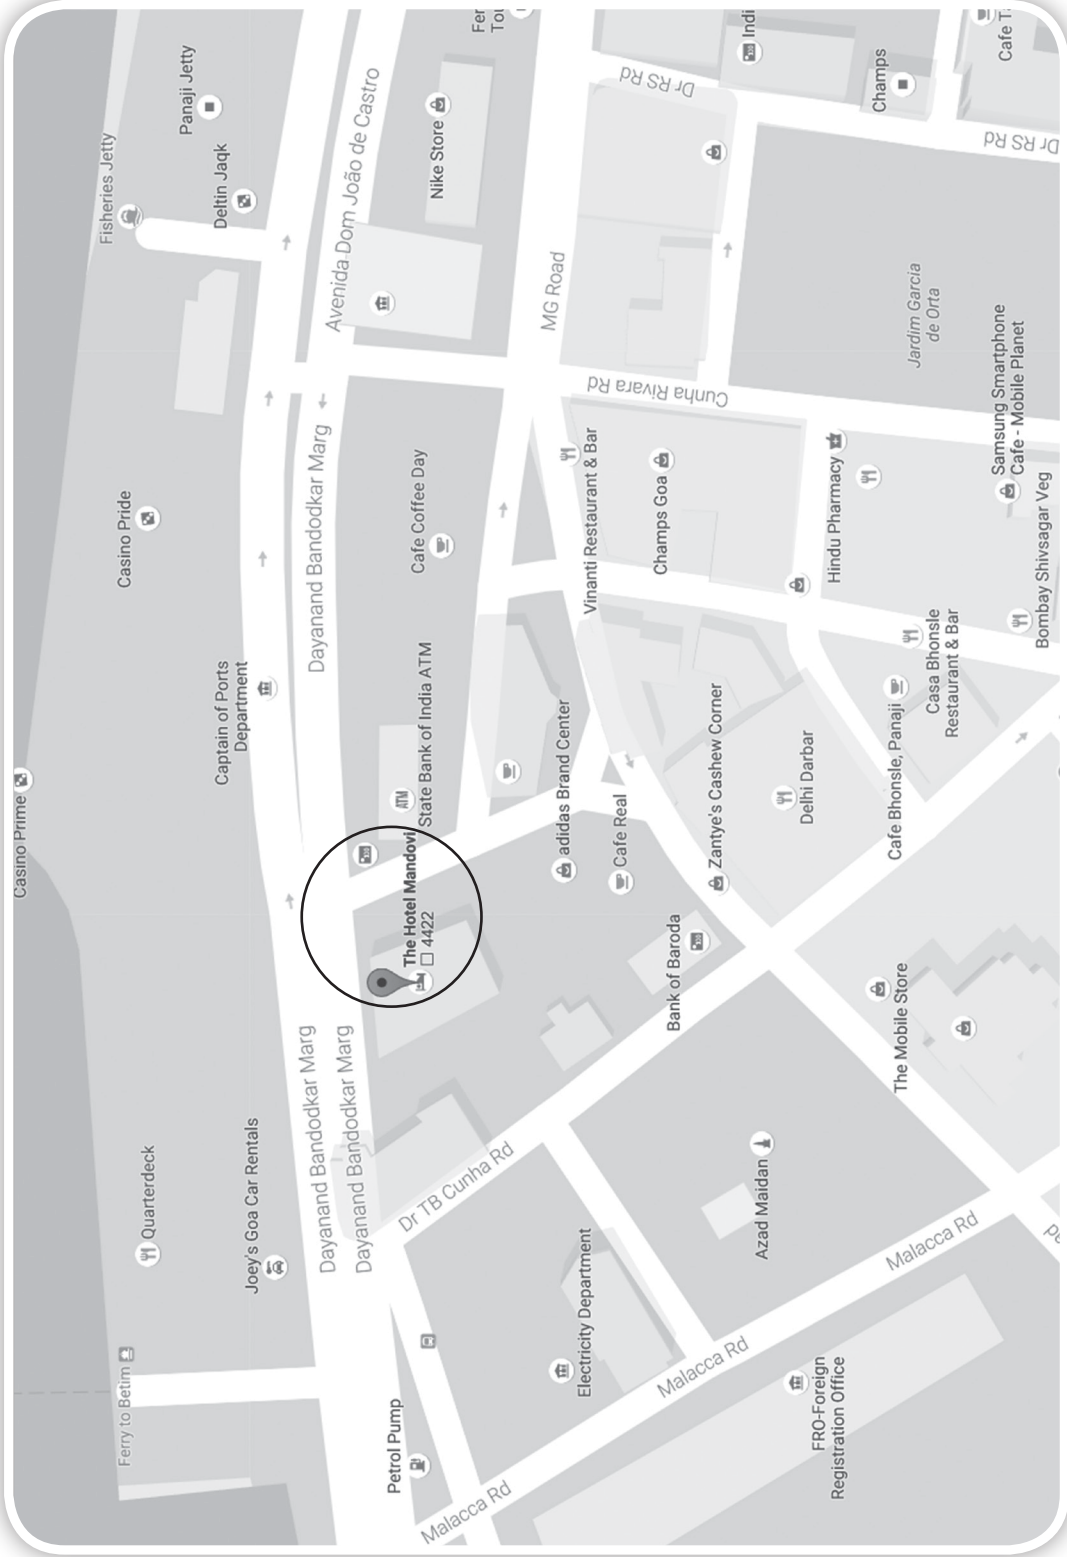 Casino Prime
Fisheries Jetty
Ferry to Betim
Casino Pride
Quarterdeck
Panaji Jetty
Deltin Jaqk
Captain of Ports
Department
Joey's Goa Car Rentals
Dayanand Bandodkar Marg
Dayanand Bandodkar Marg
Dayanand Bandodkar Marg
Avenida Dom João de Castro
Petrol Pump
The Hotel Mandovi
4422
ATM
State Bank of India ATM
Cafe Coffee Day
Nike Store
Dr TB Cunha Rd
Malacca Rd
Fer
Tou
MG Road
adidas Brand Center
Electricity Department
Vinanti Restaurant & Bar
Cafe Real
Cunha Rivara Rd
Dr RS Rd
Champs Goa
Bank of Baroda
Malacca Rd
Zantye's Cashew Corner
Indi
Azad Maidan
Delhi Darbar
FRO-Foreign
Registration Office
Hindu Pharmacy
Champs
Cafe Bhonsle, Panaji
The Mobile Store
Jardim Garcia
de Orta
Malacca Rd
Casa Bhonsle
Restaurant & Bar
Samsung Smartphone
Cafe - Mobile Planet
Cafe T
Dr RS Rd
Bombay Shivsagar Veg